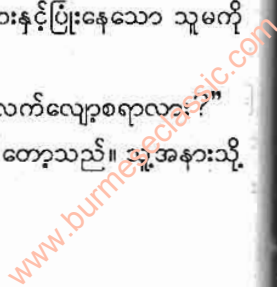 းနှင့်ပြုံးနေသော သူမကို
လက်လျော့စရာလား?"
တော့သည်။ သူ့အနားသို့
www.burmeseclassic.com